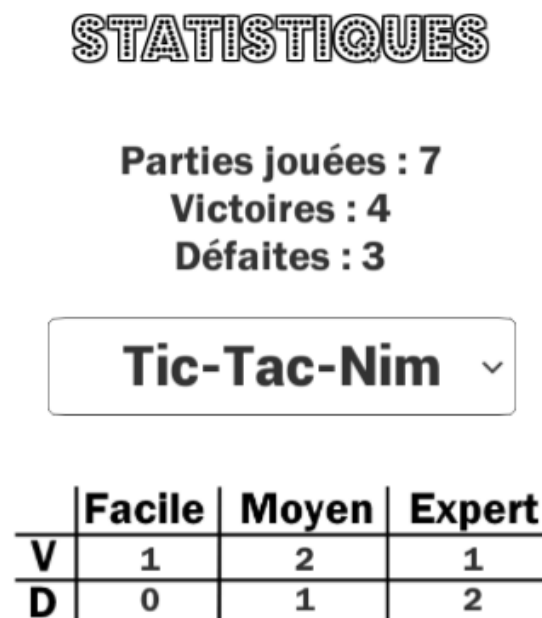 STATISTIQUES
Parties jouées : 7
Victoires : 4
Défaites : 3
Tic-Tac-Nim
Facile Moyen Expert
V 1 2 1
D 0 1 2